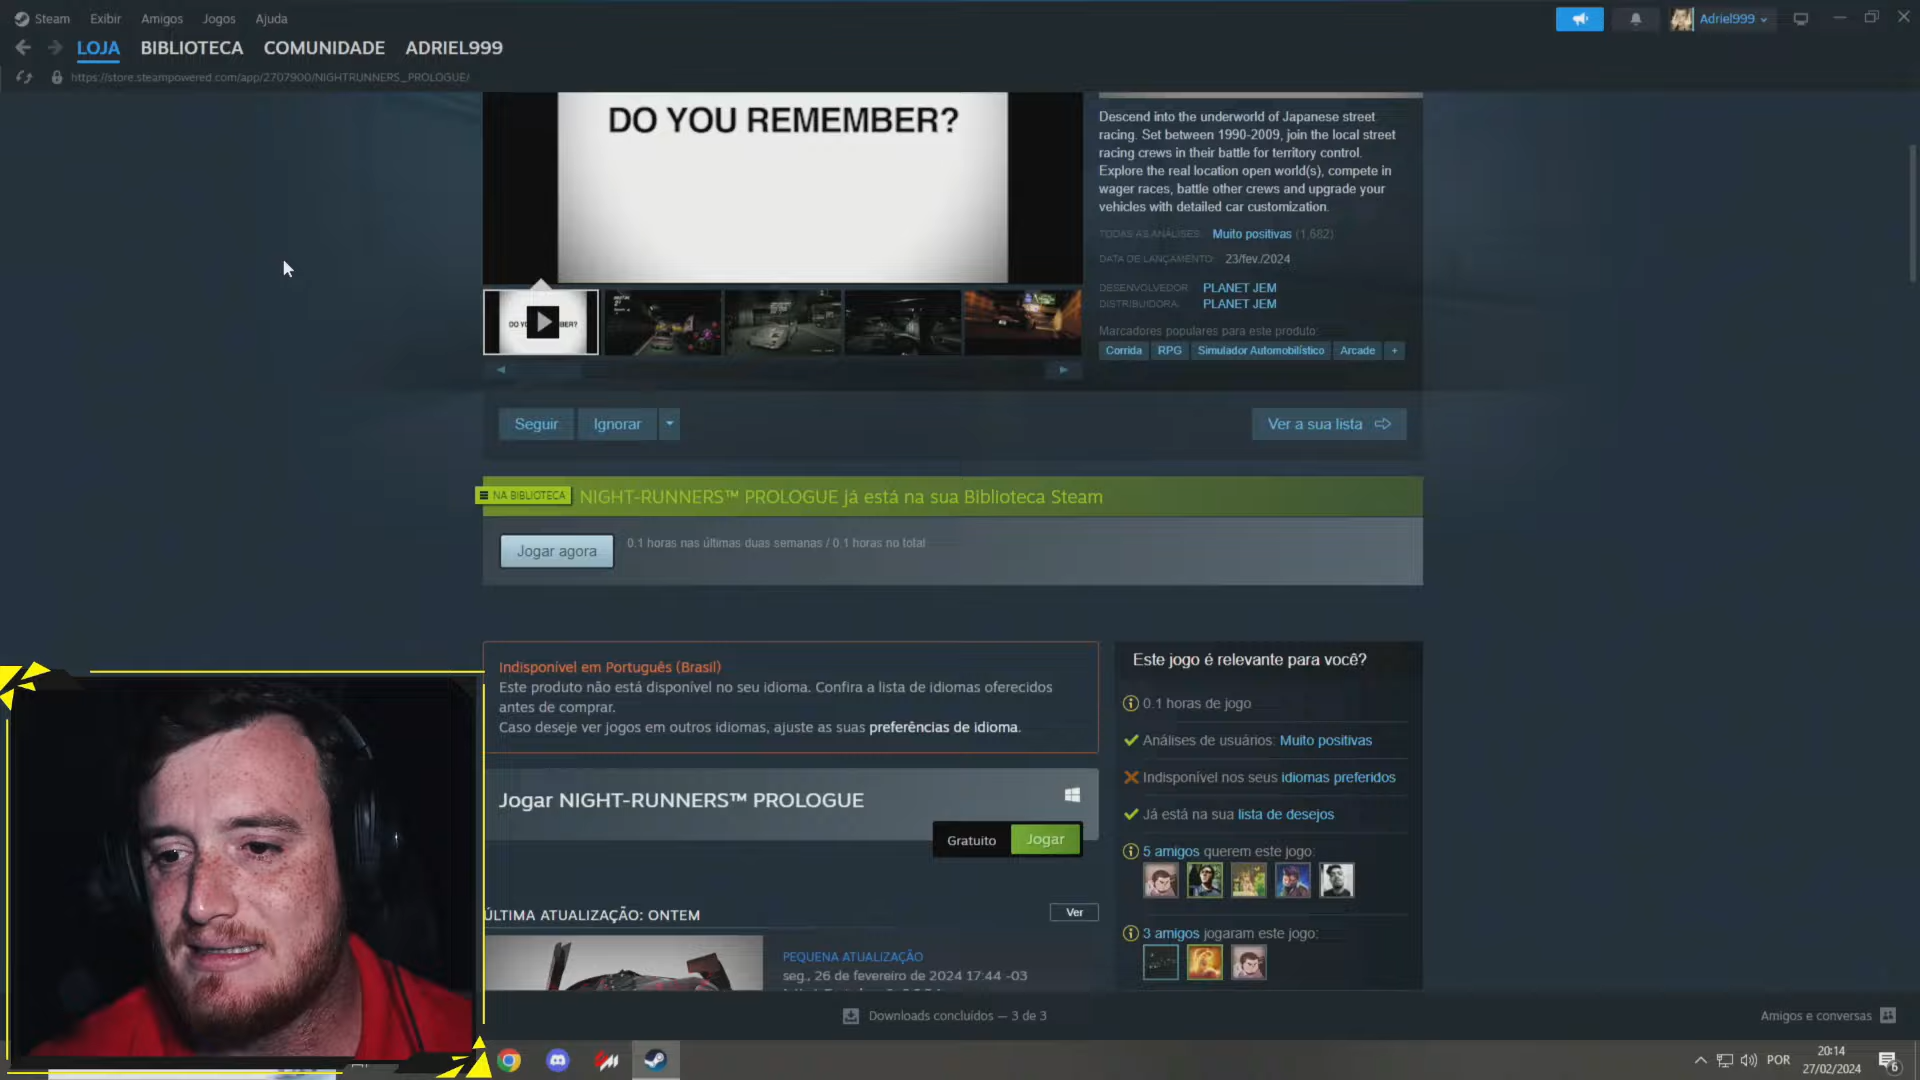 Steam Exibir Amigos Jogos Ajuda
Adriel999
LOJA BIBLIOTECA COMUNIDADE ADRIEL999
https://store.steampowered.com/app/2707900/NIGHTRUNNERS_PROLOGUE/
DO YOU REMEMBER?
Descend into the underworld of Japanese street
racing. Set between 1990-2009, join the local street
racing crews in their battle for territory control.
Explore the real location open world(s), compete in
wager races, battle other crews and upgrade your
vehicles with detailed car customization.
TODAS AS ANÁLISES: Muito positivas (1,682)
DATA DE LANÇAMENTO: 23/fev./2024
DESENVOLVEDOR: PLANET JEM
DISTRIBUIDORA: PLANET JEM
Marcadores populares para este produto:
Corrida RPG Simulador Automobilístico Arcade +
Seguir Ignorar
Ver a sua lista
NA BIBLIOTECA
NIGHT-RUNNERS™ PROLOGUE já está na sua Biblioteca Steam
Jogar agora
0.1 horas nas últimas duas semanas / 0.1 horas no total
Indisponível em Português (Brasil)
Este produto não está disponível no seu idioma. Confira a lista de idiomas oferecidos
antes de comprar.
Caso deseje ver jogos em outros idiomas, ajuste as suas preferências de idioma.
Jogar NIGHT-RUNNERS™ PROLOGUE
Gratuito Jogar
ÚLTIMA ATUALIZAÇÃO: ONTEM
Ver
PEQUENA ATUALIZAÇÃO
seg., 26 de fevereiro de 2024 17:44 -03
Este jogo é relevante para você?
0.1 horas de jogo
Análises de usuários: Muito positivas
Indisponível nos seus idiomas preferidos
Já está na sua lista de desejos
5 amigos querem este jogo:
3 amigos jogaram este jogo:
Downloads concluídos — 3 de 3
Amigos e conversas
POR
20:14
27/02/2024
6